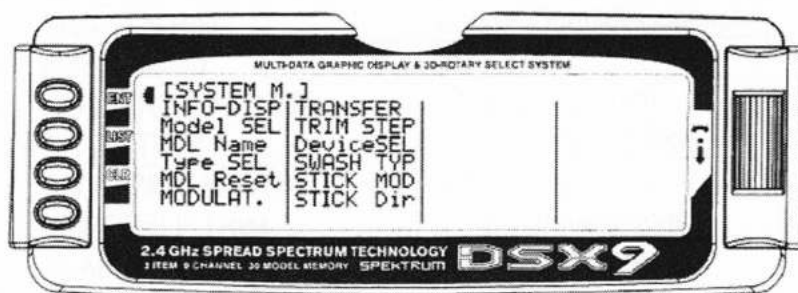 MULTI-DATA GRAPHIC DISPLAY & 3D-ROTARY SELECT SYSTEM
[SYSTEM M.]
INFO-DISP TRANSFER
Model SEL TRIM STEP
MDL Name DeviceSEL
Type SEL SWASH TYP
MDL Reset STICK MOD
MODULAT. STICK Dir
ENT
LIST
CLR
2.4 GHz SPREAD SPECTRUM TECHNOLOGY
9 CHANNEL 30 MODEL MEMORY SPEKTRUM
DSX9